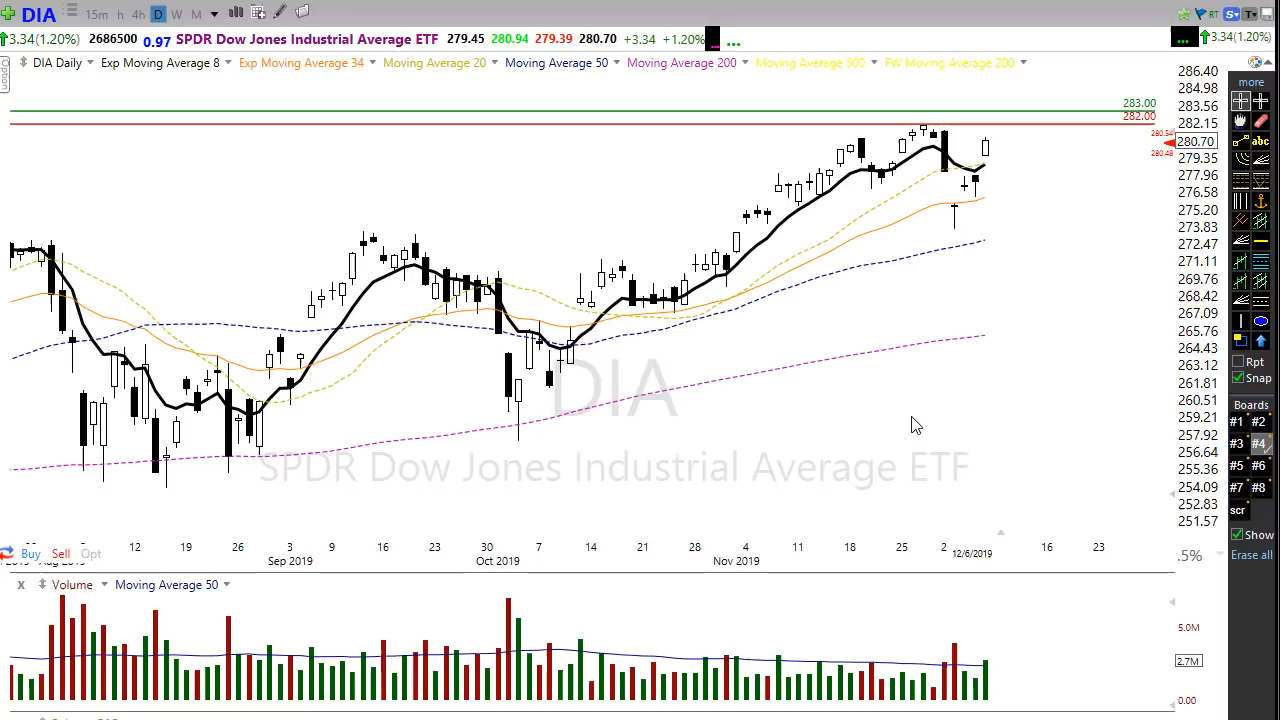 DIA 15m h 4h D W M RT S T
3.34(1.20%) 2686500 0.97 SPDR Dow Jones Industrial Average ETF 279.45 280.94 279.39 280.70 +3.34 +1.20% ... ... 3.34(1.20%)
Option DIA Daily Exp Moving Average 8 Exp Moving Average 34 Moving Average 20 Moving Average 50 Moving Average 200 Moving Average 500 FW Moving Average 200
286.40
284.98
283.00 283.56
282.00 282.15
280.54
280.70
280.48
279.35
277.96
276.58
275.20
273.83
272.47
271.11
269.76
268.42
267.09
265.76
264.43
263.12
261.81
260.51
259.21
257.92
256.64
255.36
254.09
252.83
251.57
DIA
SPDR Dow Jones Industrial Average ETF
more
abc
Rpt
Snap
Boards
#1 #2
#3 #4
#5 #6
#7 #8
scr
Show
Erase all
12 19 26 3 9 16 23 30 7 14 21 28 4 11 18 25 2 12/6/2019 16 23
Buy Sell Opt
Sep 2019 Oct 2019 Nov 2019
.5%
X Volume Moving Average 50
5.0M
2.7M
0.00